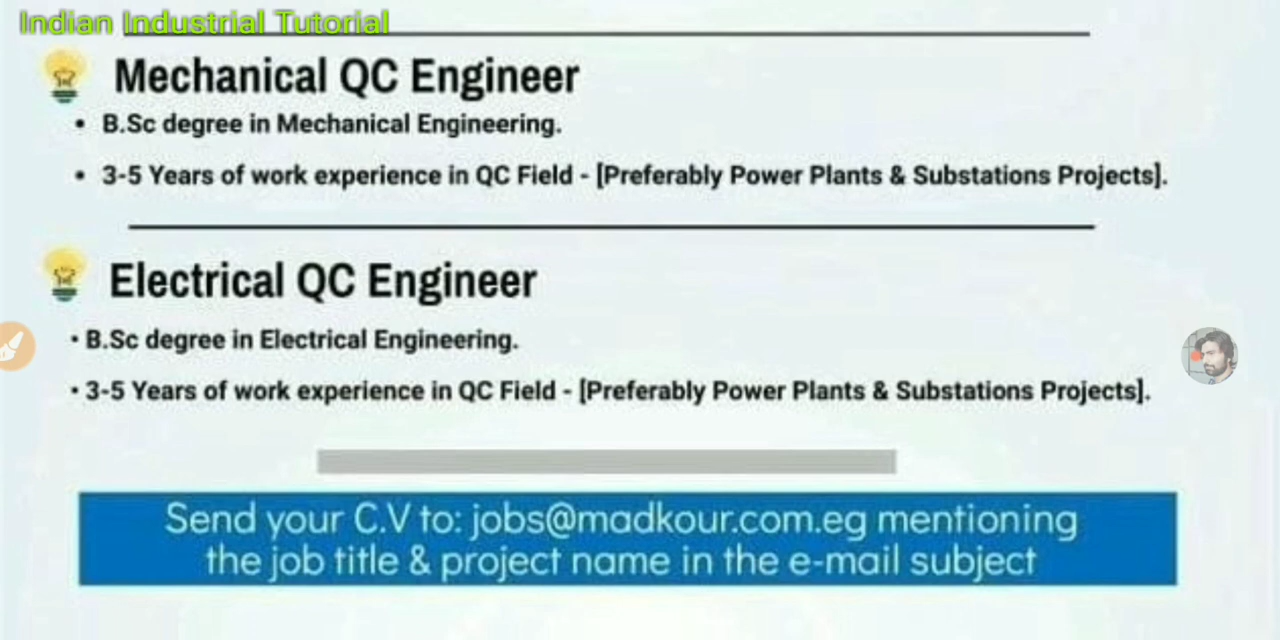 Indian Industrial Tutorial
Mechanical QC Engineer
• B.Sc degree in Mechanical Engineering.
• 3-5 Years of work experience in QC Field - [Preferably Power Plants & Substations Projects].
Electrical QC Engineer
• B.Sc degree in Electrical Engineering.
• 3-5 Years of work experience in QC Field - [Preferably Power Plants & Substations Projects].
Send your C.V to: jobs@madkour.com.eg mentioning
the job title & project name in the e-mail subject